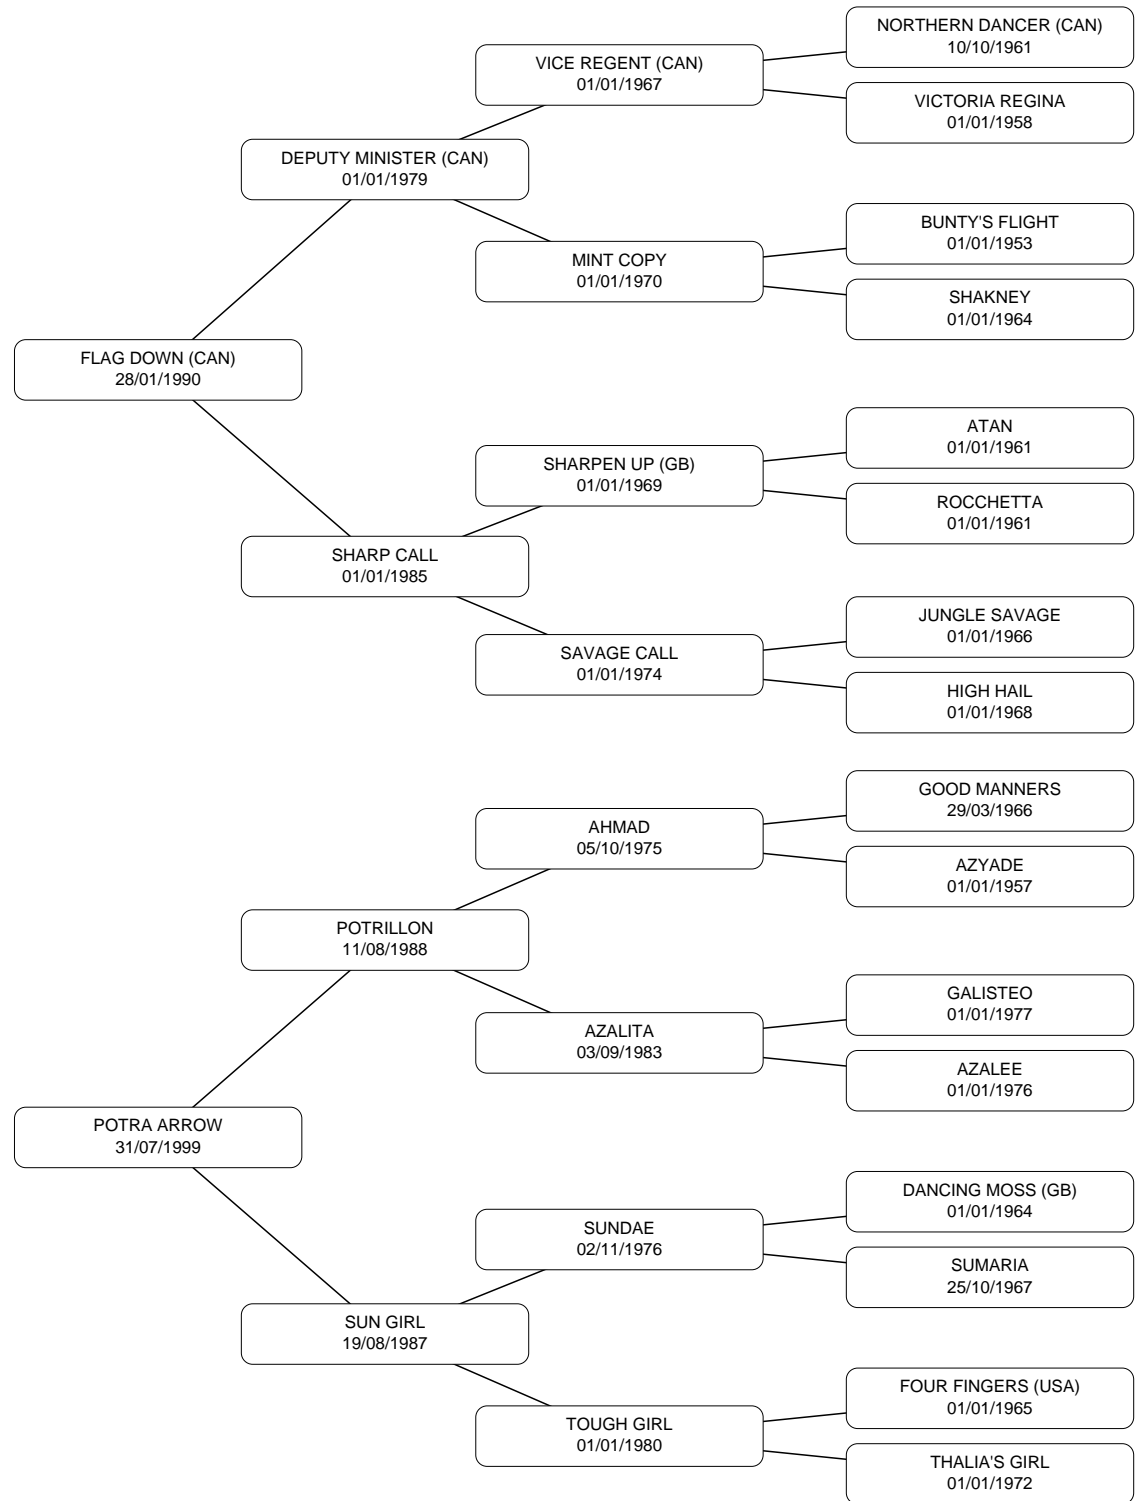 NORTHERN DANCER (CAN)
10/10/1961
VICE REGENT (CAN)
01/01/1967
VICTORIA REGINA
01/01/1958
DEPUTY MINISTER (CAN)
01/01/1979
BUNTY'S FLIGHT
01/01/1953
MINT COPY
01/01/1970
SHAKNEY
01/01/1964
FLAG DOWN (CAN)
28/01/1990
ATAN
01/01/1961
SHARPEN UP (GB)
01/01/1969
ROCCHETTA
01/01/1961
SHARP CALL
01/01/1985
JUNGLE SAVAGE
01/01/1966
SAVAGE CALL
01/01/1974
HIGH HAIL
01/01/1968
GOOD MANNERS
29/03/1966
AHMAD
05/10/1975
AZYADE
01/01/1957
POTRILLON
11/08/1988
GALISTEO
01/01/1977
AZALITA
03/09/1983
AZALEE
01/01/1976
POTRA ARROW
31/07/1999
DANCING MOSS (GB)
01/01/1964
SUNDAE
02/11/1976
SUMARIA
25/10/1967
SUN GIRL
19/08/1987
FOUR FINGERS (USA)
01/01/1965
TOUGH GIRL
01/01/1980
THALIA'S GIRL
01/01/1972